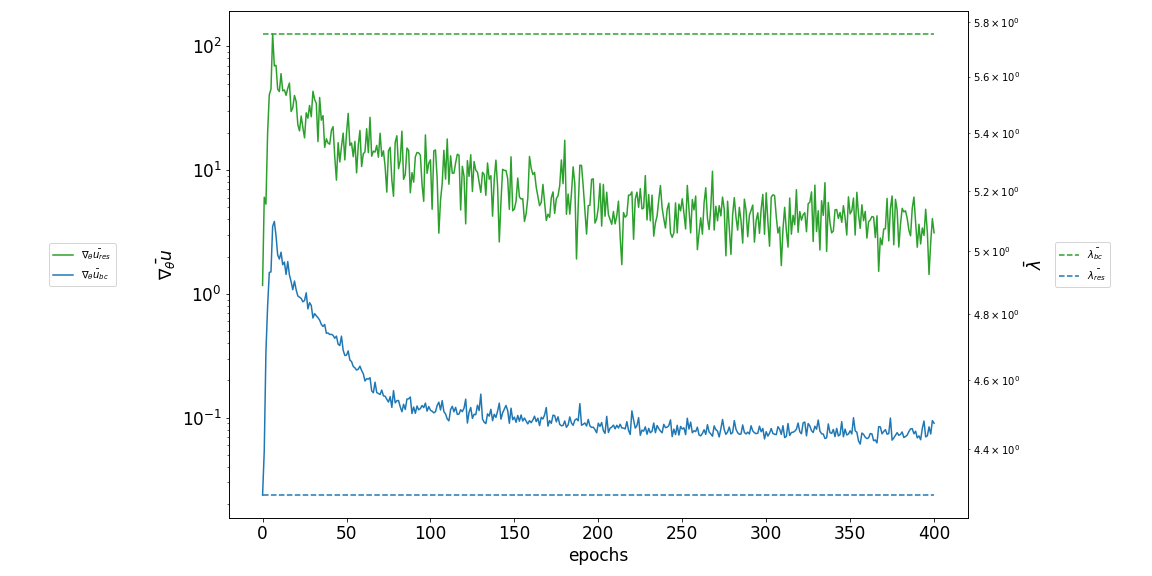 10² 5.8 × 10⁰
5.6 × 10⁰
5.4 × 10⁰
10¹ 5.2 × 10⁰
∇θūres
∇θūbc
∇̄θu
5 × 10⁰
λ̄
λ̄bc
λ̄res
10⁰ 4.8 × 10⁰
4.6 × 10⁰
10⁻¹ 4.4 × 10⁰
0 50 100 150 200 250 300 350 400
epochs